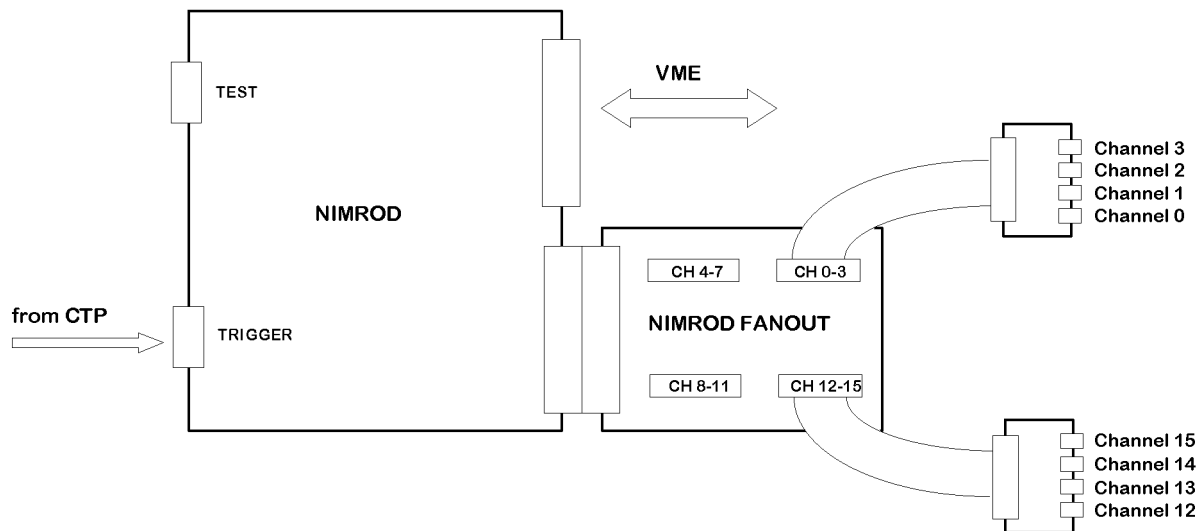 VME
TEST
Channel 3
Channel 2
Channel 1
Channel 0
NIMROD
CH 4-7
CH 0-3
from CTP
TRIGGER
NIMROD FANOUT
CH 8-11
CH 12-15
Channel 15
Channel 14
Channel 13
Channel 12